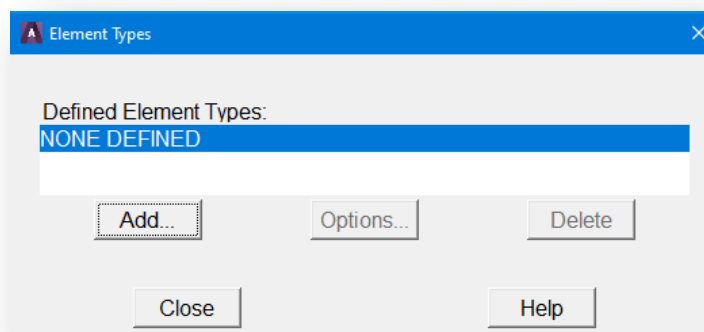 Element Types
Defined Element Types:
NONE DEFINED
Add... Options... Delete
Close Help